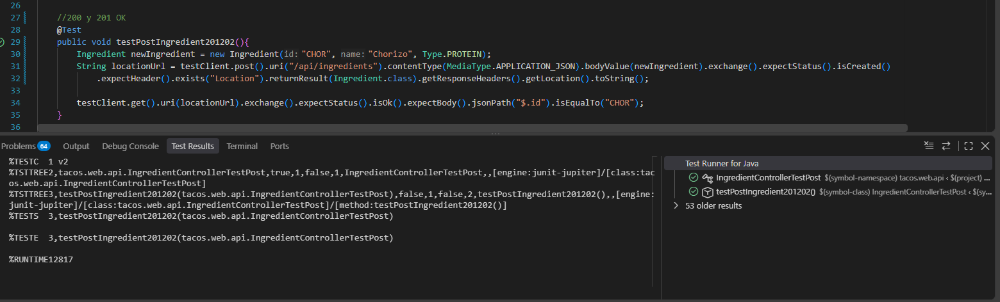 26
27 //200 y 201 OK
28 @Test
29 public void testPostIngredient201202(){
30 Ingredient newIngredient = new Ingredient(id:"CHOR", name:"Chorizo", Type.PROTEIN);
31 String locationUrl = testClient.post().uri("/api/ingredients").contentType(MediaType.APPLICATION_JSON).bodyValue(newIngredient).exchange().expectStatus().isCreated()
32 .expectHeader().exists("Location").returnResult(Ingredient.class).getResponseHeaders().getLocation().toString();
33
34 testClient.get().uri(locationUrl).exchange().expectStatus().isOk().expectBody().jsonPath("$.id").isEqualTo("CHOR");
35 }
36
Problems 64 Output Debug Console Test Results Terminal Ports
%TESTC 1 v2
%TSTTREE2,tacos.web.api.IngredientControllerTestPost,true,1,false,1,IngredientControllerTestPost,,[engine:junit-jupiter]/[class:tac
os.web.api.IngredientControllerTestPost]
%TSTTREE3,testPostIngredient201202(tacos.web.api.IngredientControllerTestPost),false,1,false,2,testPostIngredient201202(),,[engine:
junit-jupiter]/[class:tacos.web.api.IngredientControllerTestPost]/[method:testPostIngredient201202()]
%TESTS 3,testPostIngredient201202(tacos.web.api.IngredientControllerTestPost)
%TESTE 3,testPostIngredient201202(tacos.web.api.IngredientControllerTestPost)
%RUNTIME12817
Test Runner for Java
IngredientControllerTestPost $(symbol-namespace) tacos.web.api ‹ $(project) ...
testPostIngredient201202() $(symbol-class) IngredientControllerTestPost ‹ $(sy...
53 older results